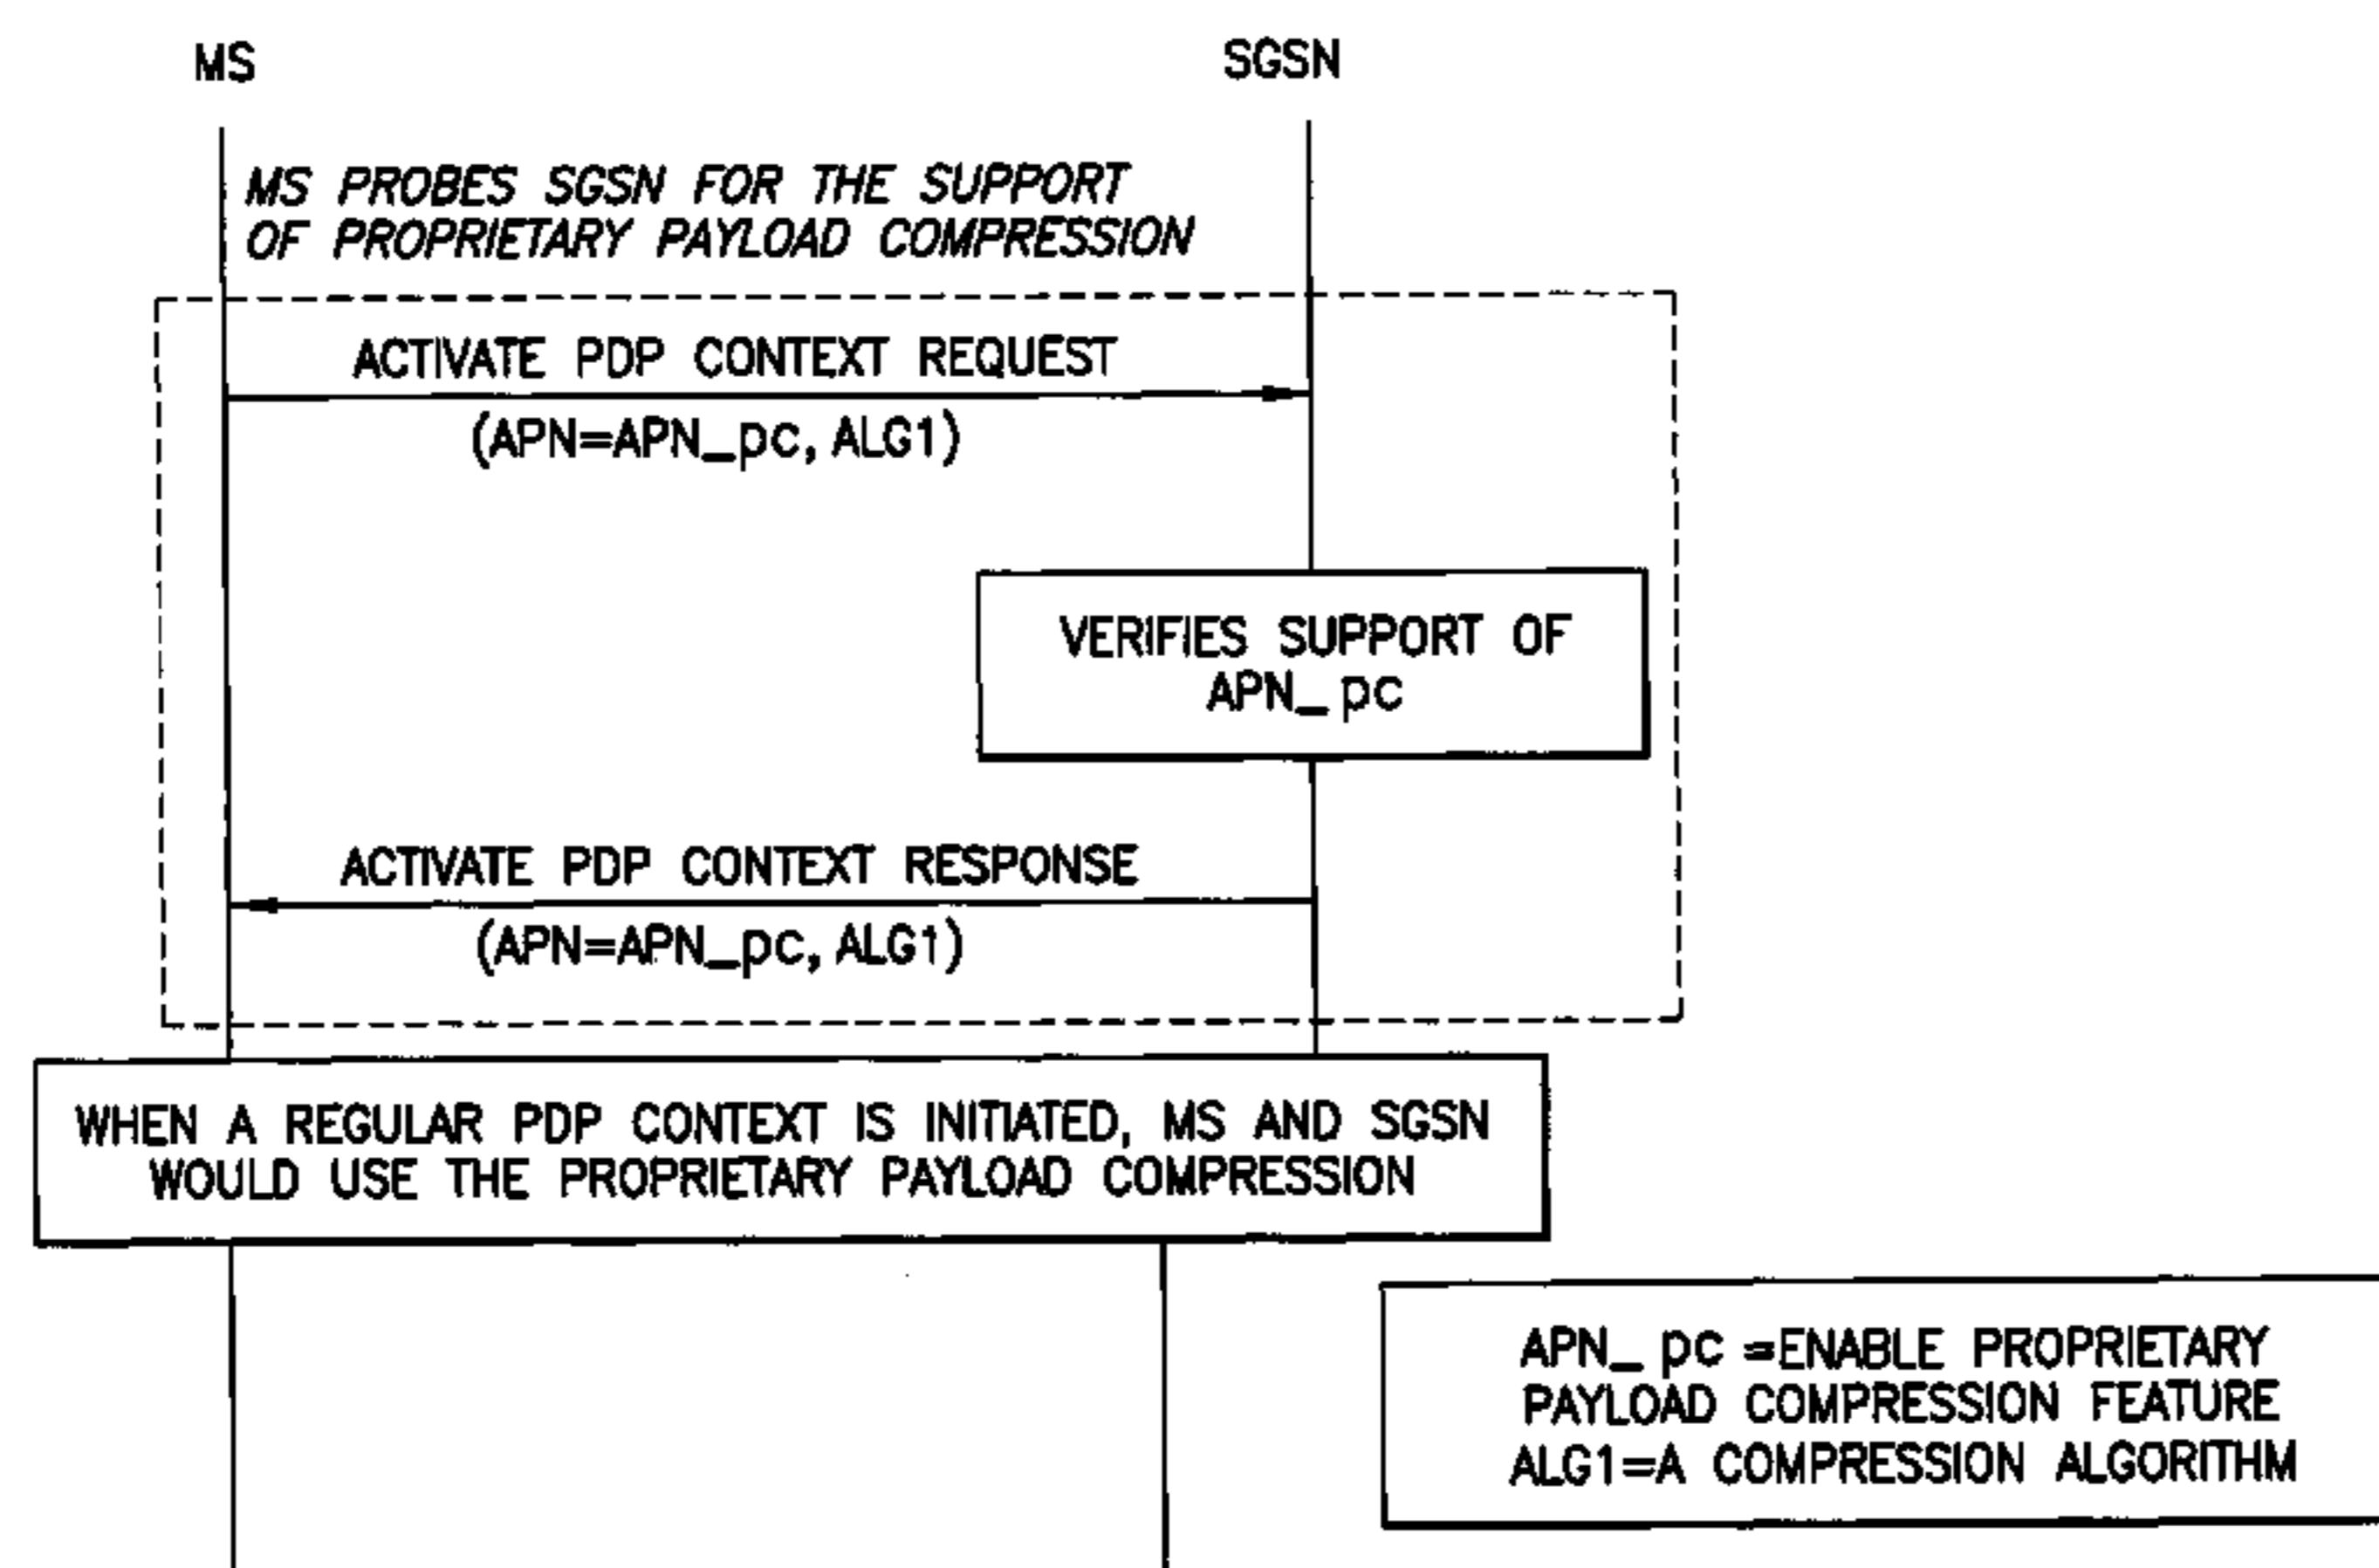 MS
SGSN
MS PROBES SGSN FOR THE SUPPORT
OF PROPRIETARY PAYLOAD COMPRESSION
ACTIVATE PDP CONTEXT REQUEST
(APN=APN_pc, ALG1)
VERIFIES SUPPORT OF
APN_pc
ACTIVATE PDP CONTEXT RESPONSE
(APN=APN_pc, ALG1)
WHEN A REGULAR PDP CONTEXT IS INITIATED, MS AND SGSN
WOULD USE THE PROPRIETARY PAYLOAD COMPRESSION
APN_pc =ENABLE PROPRIETARY
PAYLOAD COMPRESSION FEATURE
ALG1=A COMPRESSION ALGORITHM